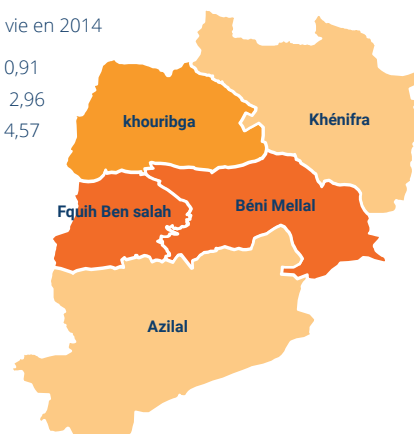 vie en 2014
0,91
2,96
4,57
khouribga
Khénifra
Fquih Ben salah
Béni Mellal
Azilal